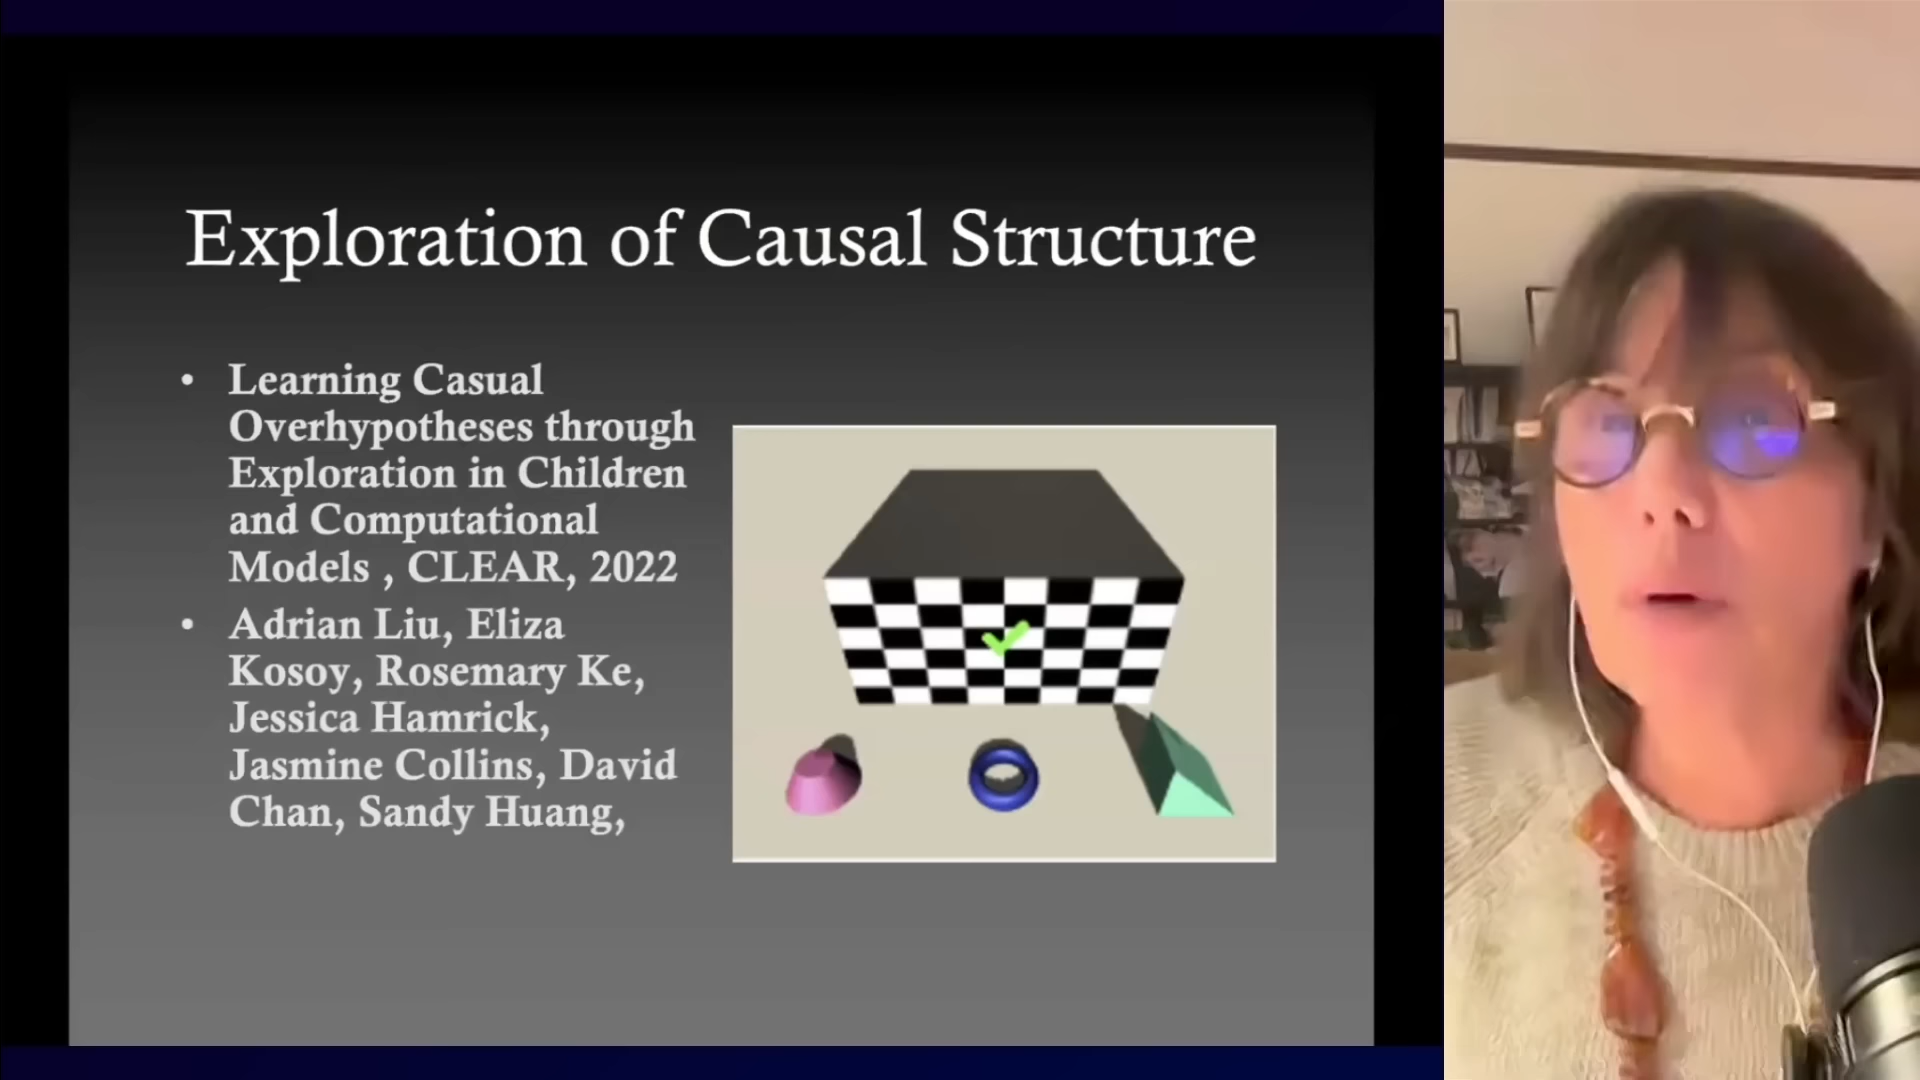 Exploration of Causal Structure
• Learning Casual
Overhypotheses through
Exploration in Children
and Computational
Models , CLEAR, 2022
• Adrian Liu, Eliza
Kosoy, Rosemary Ke,
Jessica Hamrick,
Jasmine Collins, David
Chan, Sandy Huang,